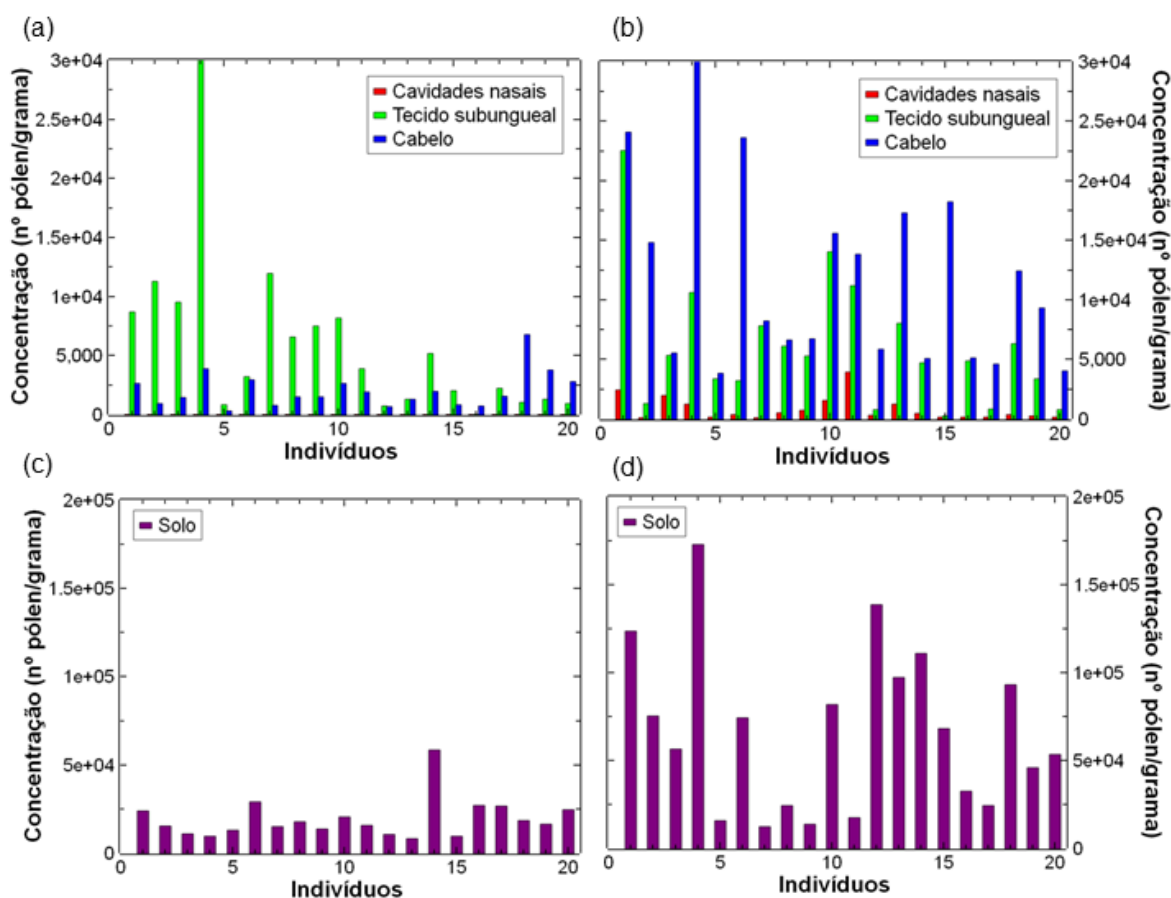 (a)
Concentração (nº pólen/grama)
3e+04
2.5e+04
2e+04
1.5e+04
1e+04
5,000
0
Cavidades nasais
Tecido subungueal
Cabelo
0 5 10 15 20
Indivíduos
(b)
Cavidades nasais
Tecido subungueal
Cabelo
3e+04
2.5e+04
2e+04
1.5e+04
1e+04
5,000
0
Concentração (nº pólen/grama)
0 5 10 15 20
Indivíduos
(c)
Concentração (nº pólen/grama)
2e+05
1.5e+05
1e+05
5e+04
0
Solo
0 5 10 15 20
Indivíduos
(d)
Solo
2e+05
1.5e+05
1e+05
5e+04
0
Concentração (nº pólen/grama)
0 5 10 15 20
Indivíduos